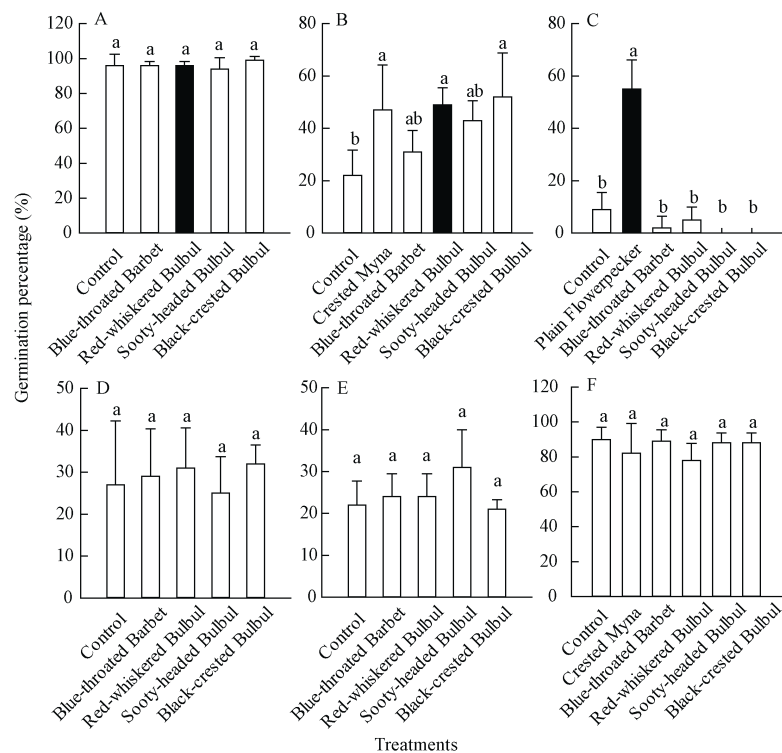 A
120
100
80
60
40
20
0
a a a a a
Control
Blue-throated Barbet
Red-whiskered Bulbul
Sooty-headed Bulbul
Black-crested Bulbul
B
80
60
40
20
0
b a ab a ab a
Control
Crested Myna
Blue-throated Barbet
Red-whiskered Bulbul
Sooty-headed Bulbul
Black-crested Bulbul
C
80
60
40
20
0
b a b b b b
Control
Plain Flowerpecker
Blue-throated Barbet
Red-whiskered Bulbul
Sooty-headed Bulbul
Black-crested Bulbul
Germination percentage (%)
D
50
40
30
20
10
0
a a a a a
Control
Blue-throated Barbet
Red-whiskered Bulbul
Sooty-headed Bulbul
Black-crested Bulbul
E
50
40
30
20
10
0
a a a a a
Control
Blue-throated Barbet
Red-whiskered Bulbul
Sooty-headed Bulbul
Black-crested Bulbul
F
120
100
80
60
40
20
0
a a a a a a
Control
Crested Myna
Blue-throated Barbet
Red-whiskered Bulbul
Sooty-headed Bulbul
Black-crested Bulbul
Treatments